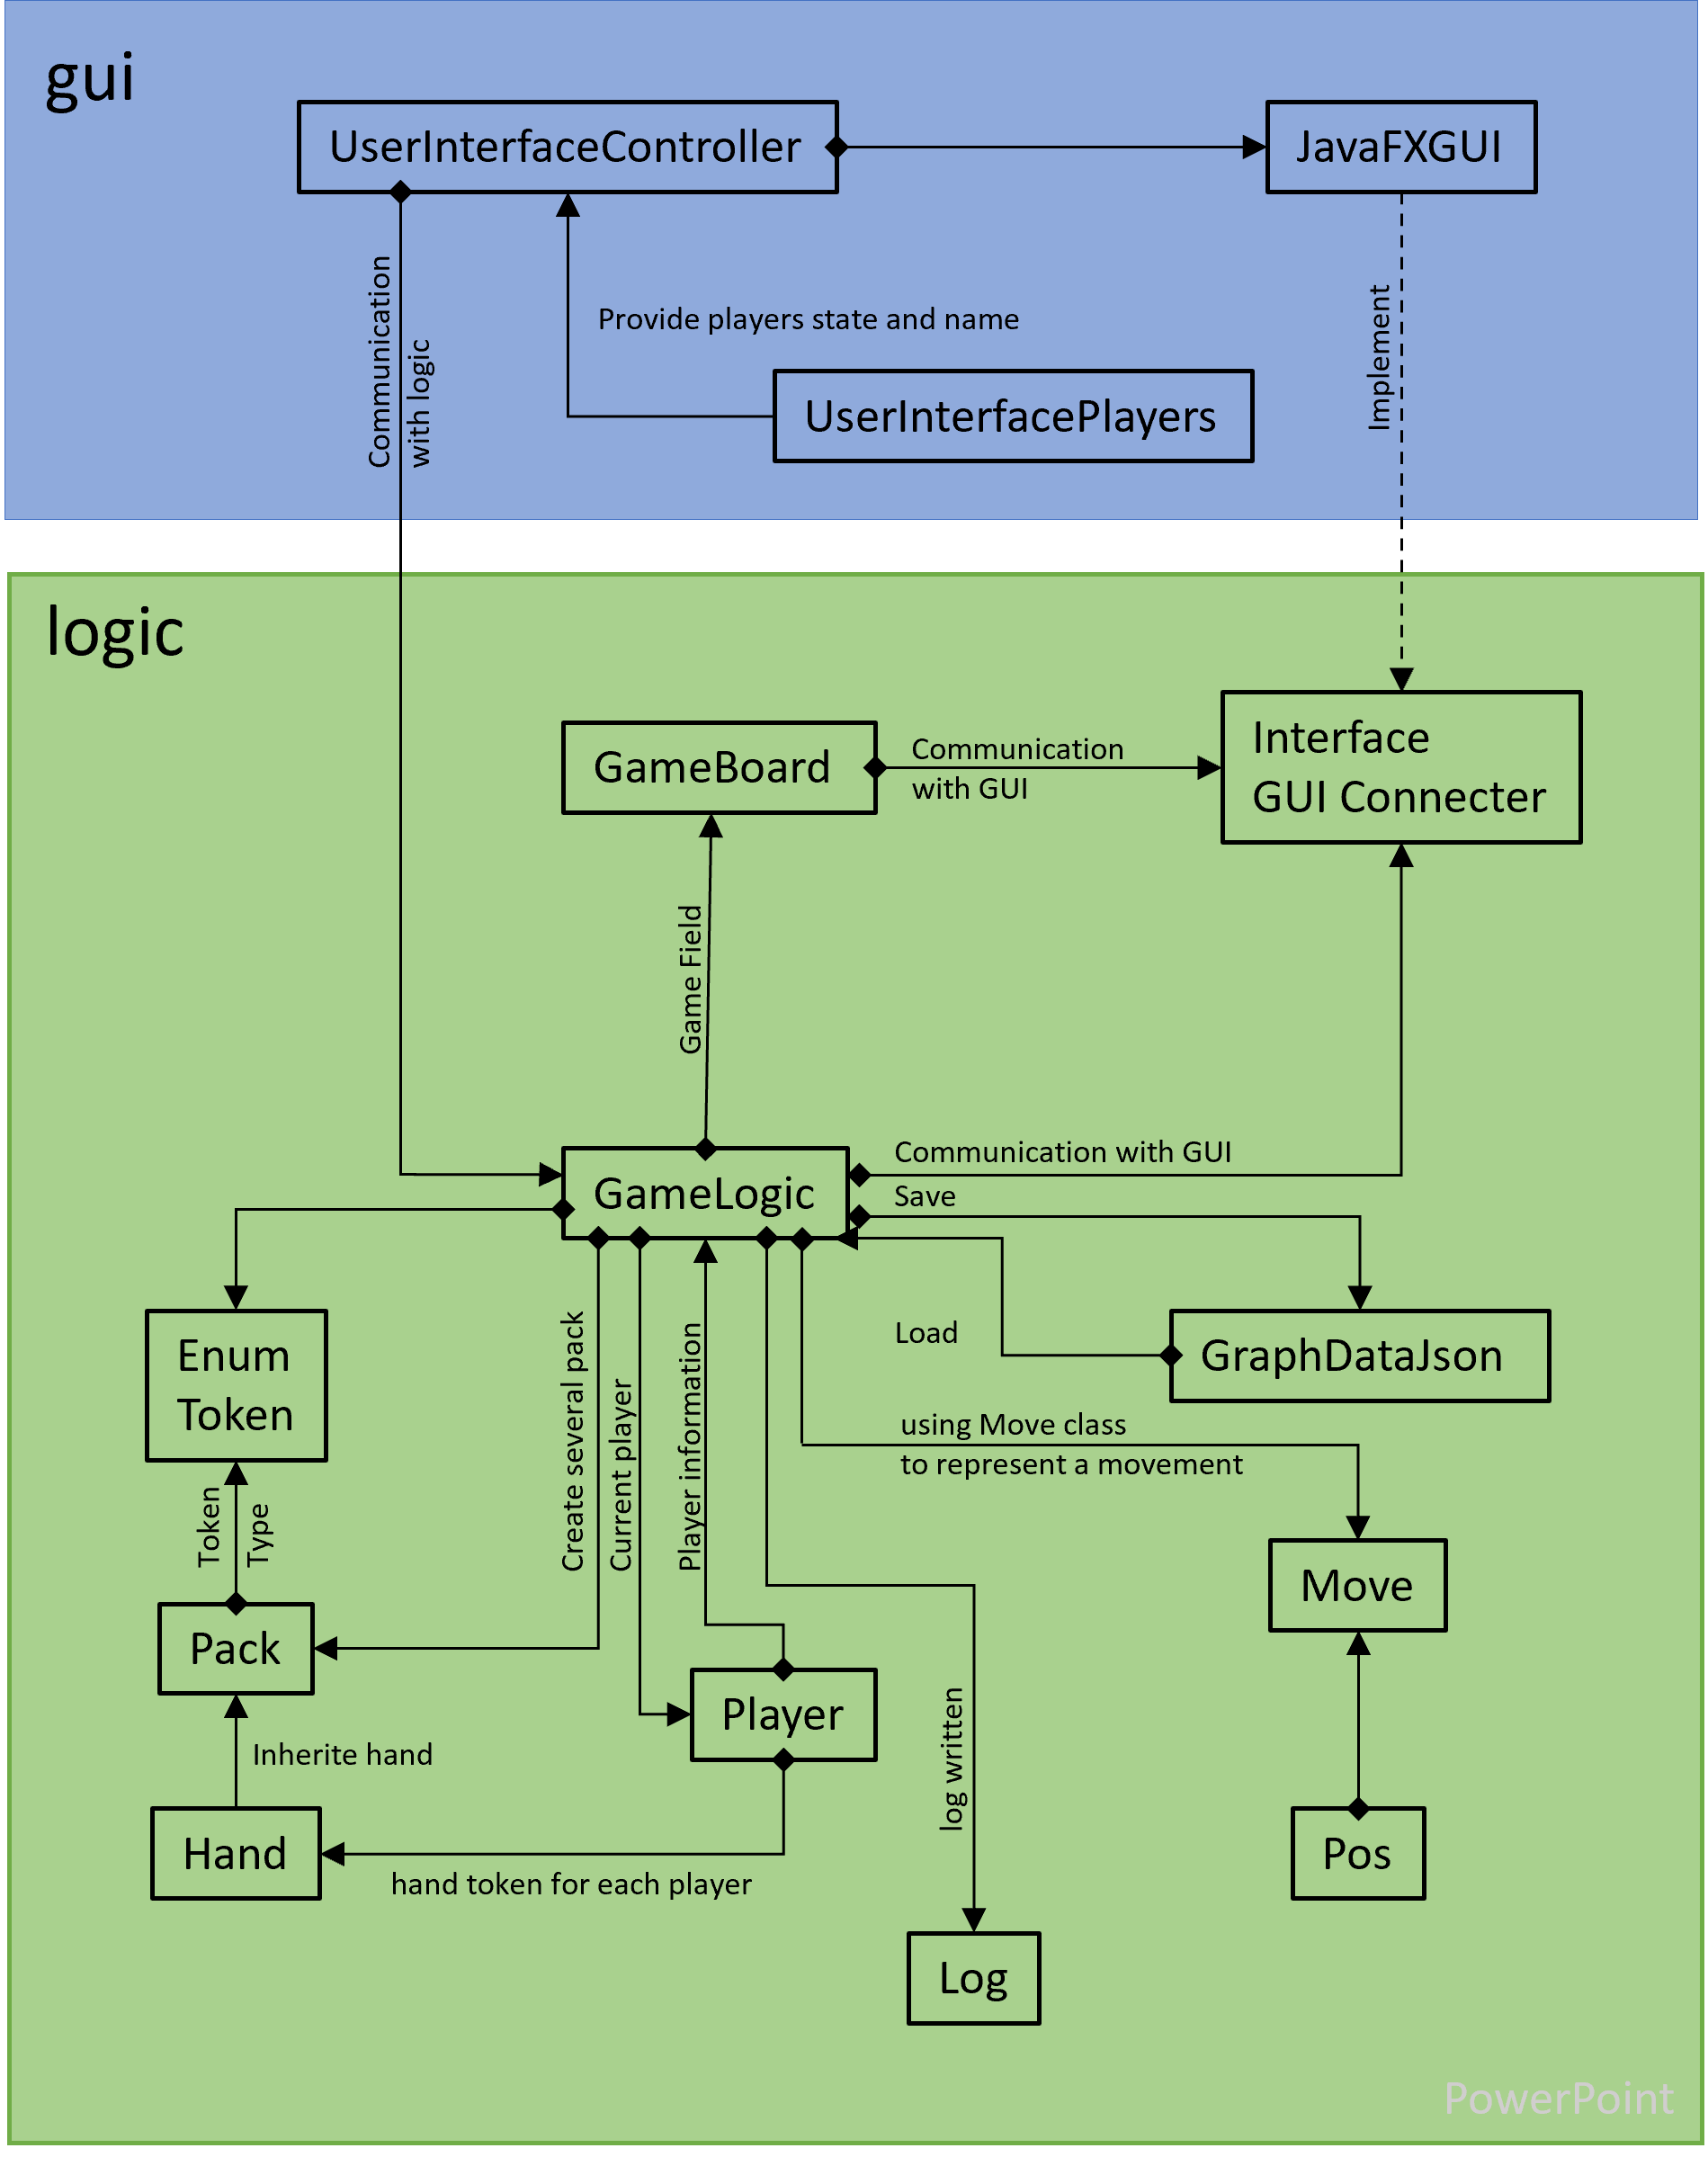 gui
UserInterfaceController
JavaFXGUI
Communication
with logic
Provide players state and name
Implement
UserInterfacePlayers
logic
GameBoard
Communication
with GUI
Interface
GUI Connecter
Game Field
GameLogic
Communication with GUI
Save
Load
Enum
Token
GraphDataJson
Create several pack
Current player
Player information
using Move class
to represent a movement
Token
Type
Move
Pack
Player
log written
Inherite hand
Hand
hand token for each player
Pos
Log
PowerPoint